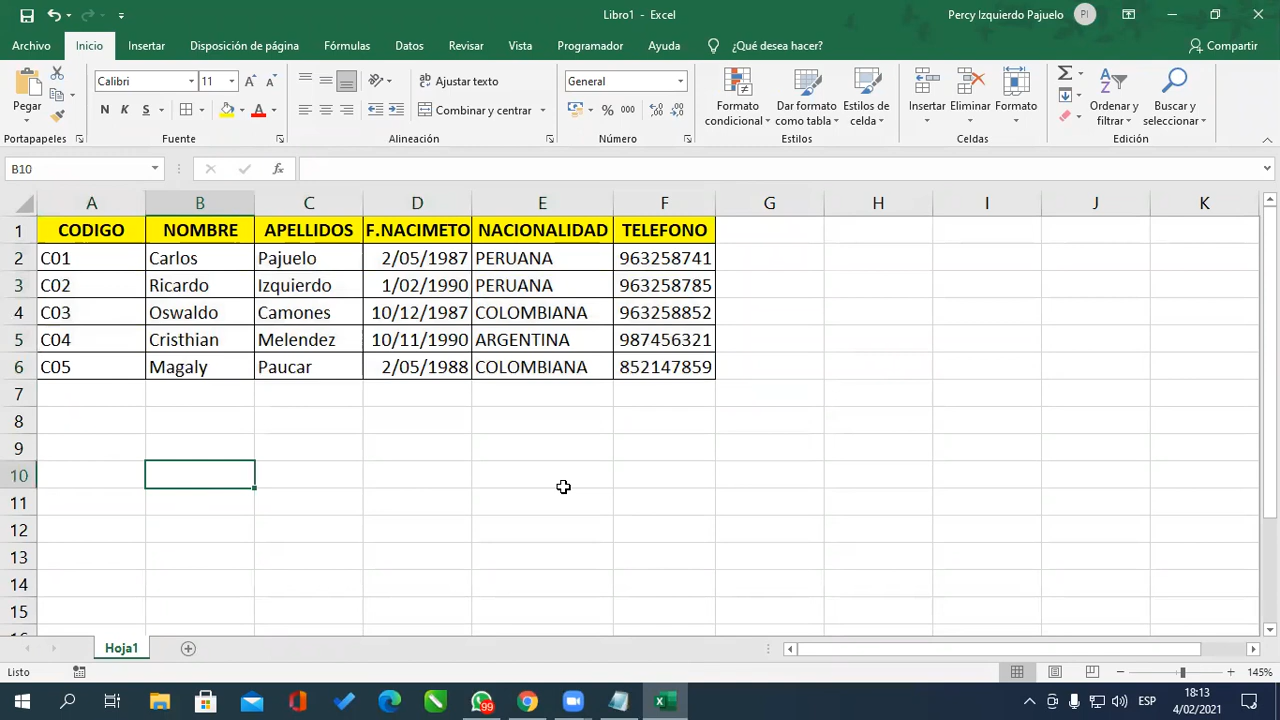 Libro1 - Excel
Percy Izquierdo Pajuelo PI
Archivo Inicio Insertar Disposición de página Fórmulas Datos Revisar Vista Programador Ayuda ¿Qué desea hacer? Compartir
Pegar
Calibri 11
N K S A
Ajustar texto
Combinar y centrar
General
% 000
Formato condicional
Dar formato como tabla
Estilos de celda
Insertar Eliminar Formato
Ordenar y filtrar
Buscar y seleccionar
Portapapeles Fuente Alineación Número Estilos Celdas Edición
B10 fx
A B C D E F G H I J K
1 CODIGO NOMBRE APELLIDOS F.NACIMETO NACIONALIDAD TELEFONO
2 C01 Carlos Pajuelo 2/05/1987 PERUANA 963258741
3 C02 Ricardo Izquierdo 1/02/1990 PERUANA 963258785
4 C03 Oswaldo Camones 10/12/1987 COLOMBIANA 963258852
5 C04 Cristhian Melendez 10/11/1990 ARGENTINA 987456321
6 C05 Magaly Paucar 2/05/1988 COLOMBIANA 852147859
7
8
9
10
11
12
13
14
15
16
Hoja1
Listo 145%
99 ESP 18:13
4/02/2021